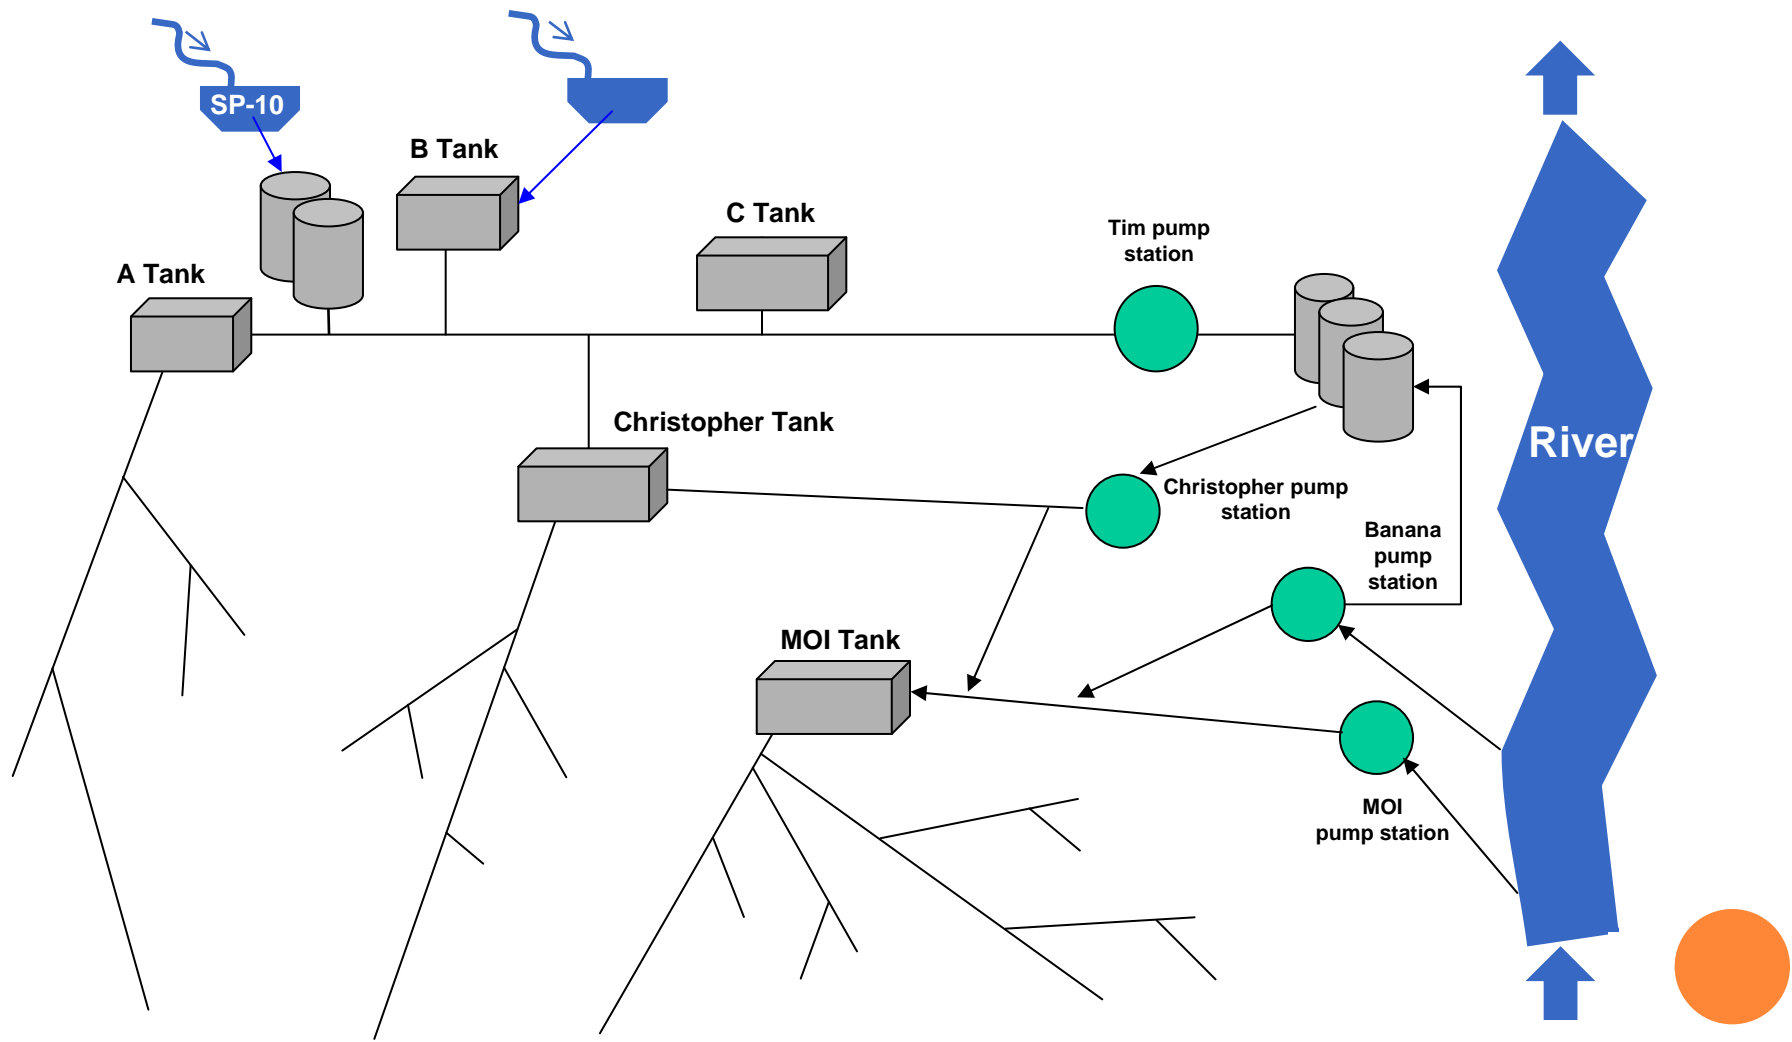 SP-10
B Tank
C Tank
Tim pump
station
A Tank
Christopher Tank
River
Christopher pump
station
Banana
pump
station
MOI Tank
MOI
pump station